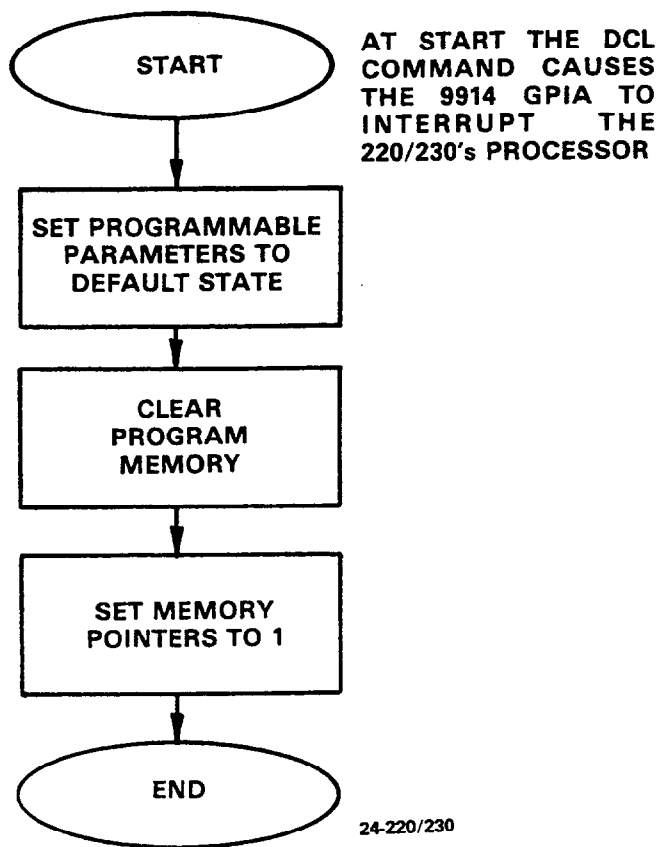 START
AT START THE DCL
COMMAND CAUSES
THE 9914 GPIA TO
INTERRUPT THE
220/230's PROCESSOR
SET PROGRAMMABLE
PARAMETERS TO
DEFAULT STATE
CLEAR
PROGRAM
MEMORY
SET MEMORY
POINTERS TO 1
END
24-220/230